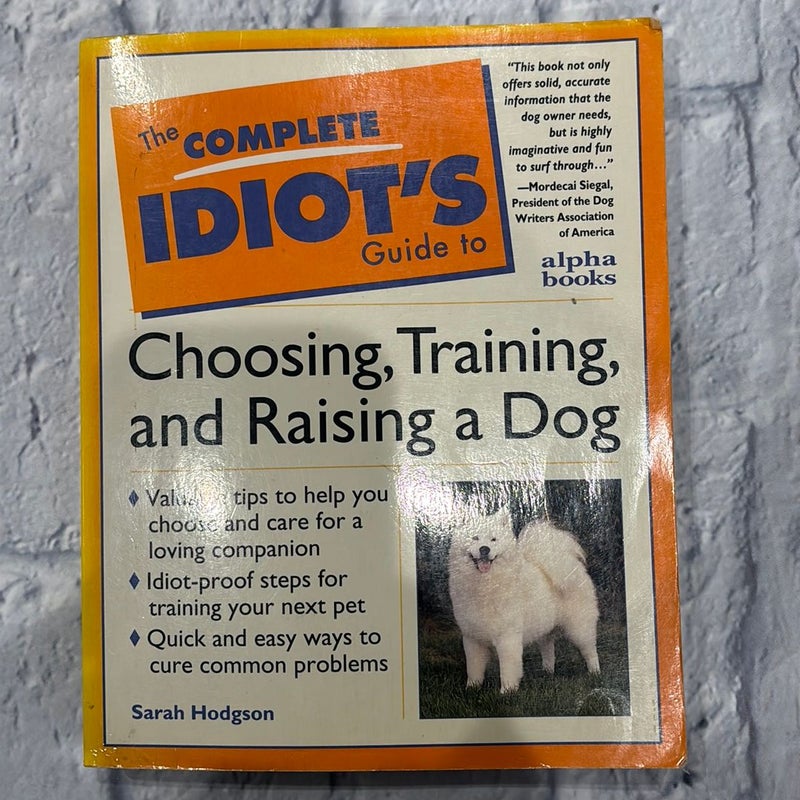 The COMPLETE
IDIOT'S
Guide to
"This book not only
offers solid, accurate
information that the
dog owner needs,
but is highly
imaginative and fun
to surf through…"
—Mordecai Siegal,
President of the Dog
Writers Association
of America
alpha
books
Choosing, Training,
and Raising a Dog
♦ tips to help you
choose and care for a
loving companion
♦ Idiot-proof steps for
training your next pet
♦ Quick and easy ways to
cure common problems
Sarah Hodgson